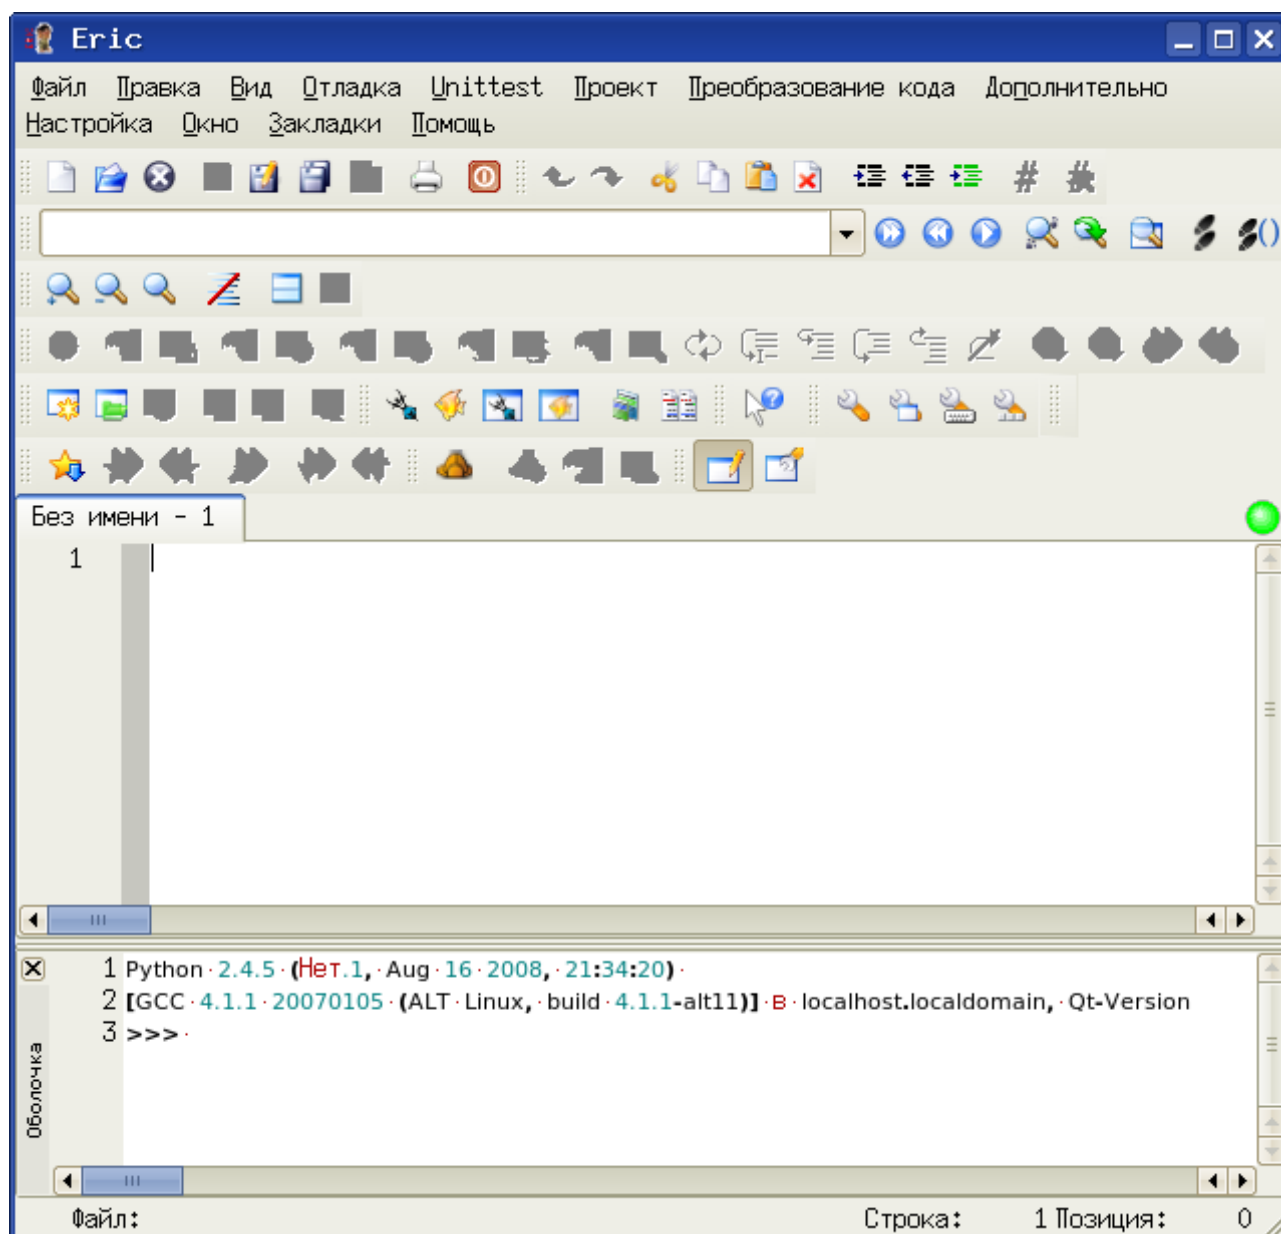 Eric
Файл Правка Вид Отладка Unittest Проект Преобразование кода Дополнительно
Настройка Окно Закладки Помощь
Без имени - 1
1
1 Python 2.4.5 (Нет.1, Aug 16 2008, 21:34:20)
2 [GCC 4.1.1 20070105 (ALT Linux, build 4.1.1-alt11)] в localhost.localdomain, Qt-Version
3 >>>
Оболочка
Файл: Строка: 1 Позиция: 0